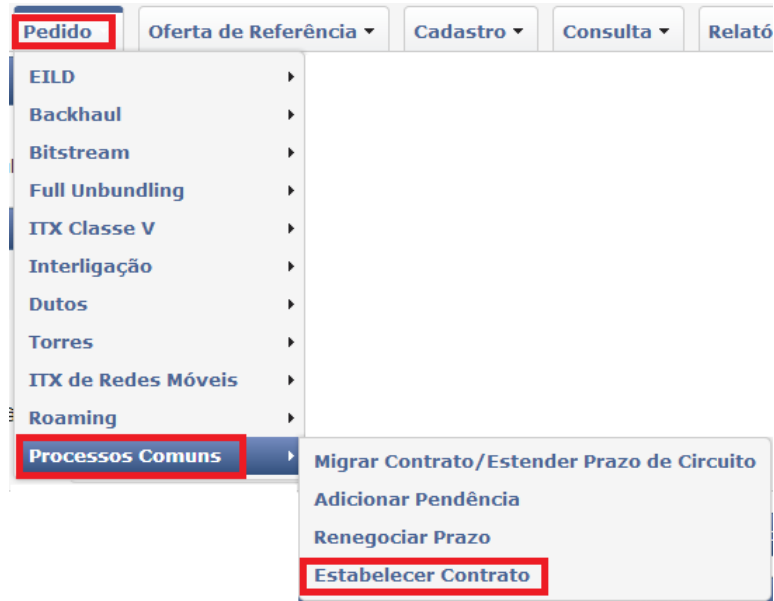 Pedido Oferta de Referência Cadastro Consulta Relató
EILD
Backhaul
Bitstream
Full Unbundling
ITX Classe V
Interligação
Dutos
Torres
ITX de Redes Móveis
Roaming
Processos Comuns
Migrar Contrato/Estender Prazo de Circuito
Adicionar Pendência
Renegociar Prazo
Estabelecer Contrato